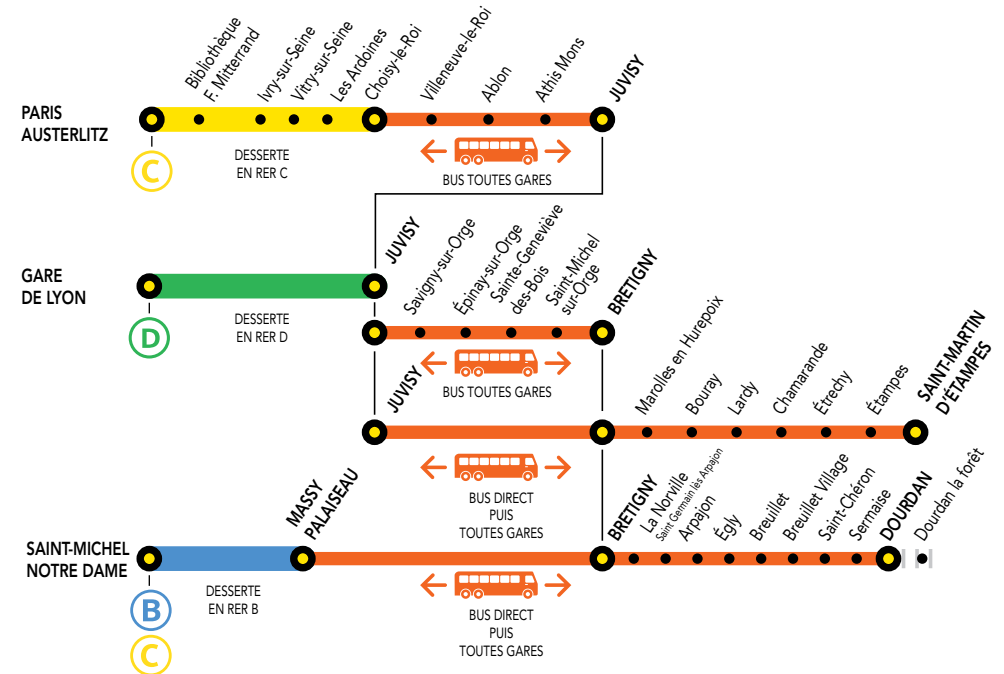 Bibliothèque
F. Mitterrand
Ivry-sur-Seine
Vitry-sur-Seine
Les Ardoines
Choisy-le-Roi
Villeneuve-le-Roi
Ablon
Athis Mons
JUVISY
PARIS
AUSTERLITZ
C
DESSERTE
EN RER C
BUS TOUTES GARES
GARE
DE LYON
JUVISY
D
DESSERTE
EN RER D
Savigny-sur-Orge
Épinay-sur-Orge
Sainte-Geneviève
des-Bois
Saint-Michel
sur-Orge
BRETIGNY
BUS TOUTES GARES
JUVISY
Marolles en Hurepoix
Bouray
Lardy
Chamarande
Étrechy
Étampes
SAINT-MARTIN
D'ÉTAMPES
BUS DIRECT
PUIS
TOUTES GARES
SAINT-MICHEL
NOTRE DAME
MASSY
PALAISEAU
BRETIGNY
La Norville
Saint Germain lès Arpajon
Arpajon
Égly
Breuillet
Breuillet Village
Saint-Chéron
Sermaise
DOURDAN
Dourdan la forêt
B
C
DESSERTE
EN RER B
BUS DIRECT
PUIS
TOUTES GARES